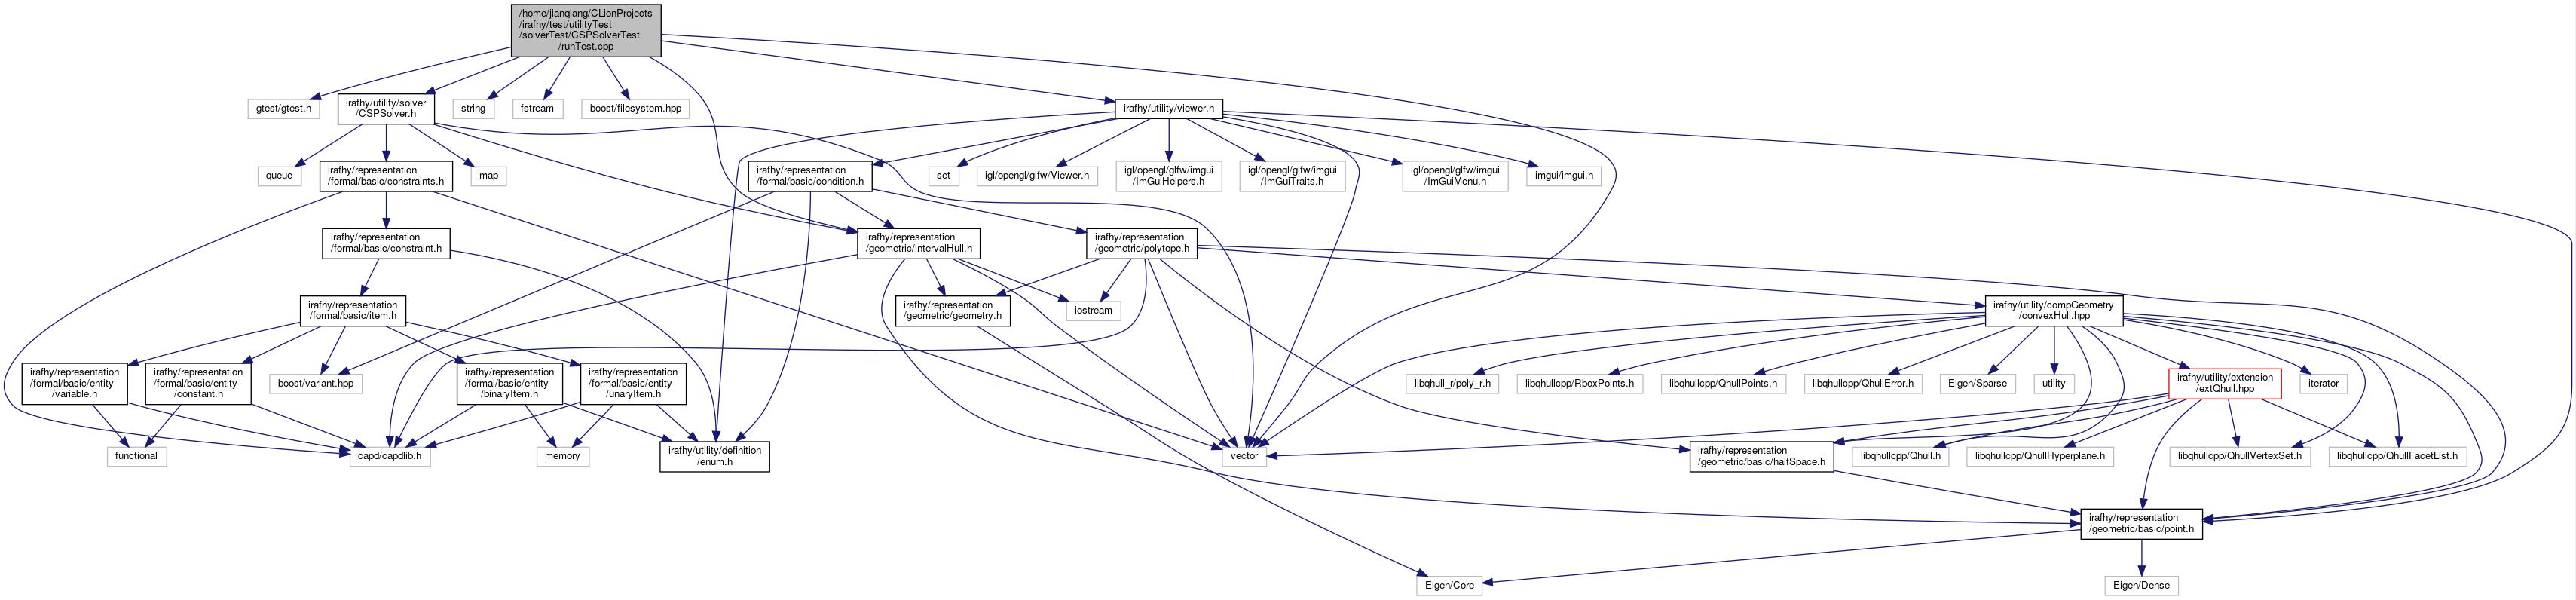 /home/jianqiang/CLionProjects
/irafhy/test/utilityTest
/solverTest/CSPSolverTest
/runTest.cpp
gtest/gtest.h
irafhy/utility/solver
/CSPSolver.h
string
fstream
boost/filesystem.hpp
irafhy/utility/viewer.h
queue
irafhy/representation
/formal/basic/constraints.h
map
irafhy/representation
/formal/basic/condition.h
set
igl/opengl/glfw/Viewer.h
igl/opengl/glfw/imgui
/ImGuiHelpers.h
igl/opengl/glfw/imgui
/ImGuiTraits.h
igl/opengl/glfw/imgui
/ImGuiMenu.h
imgui/imgui.h
irafhy/representation
/formal/basic/constraint.h
irafhy/representation
/geometric/intervalHull.h
irafhy/representation
/geometric/polytope.h
irafhy/representation
/formal/basic/item.h
irafhy/representation
/geometric/geometry.h
iostream
irafhy/utility/compGeometry
/convexHull.hpp
irafhy/representation
/formal/basic/entity
/variable.h
irafhy/representation
/formal/basic/entity
/constant.h
boost/variant.hpp
irafhy/representation
/formal/basic/entity
/binaryItem.h
irafhy/representation
/formal/basic/entity
/unaryItem.h
libqhull_r/poly_r.h
libqhullcpp/RboxPoints.h
libqhullcpp/QhullPoints.h
libqhullcpp/QhullError.h
Eigen/Sparse
utility
irafhy/utility/extension
/extQhull.hpp
iterator
functional
capd/capdlib.h
memory
irafhy/utility/definition
/enum.h
vector
irafhy/representation
/geometric/basic/halfSpace.h
libqhullcpp/Qhull.h
libqhullcpp/QhullHyperplane.h
libqhullcpp/QhullVertexSet.h
libqhullcpp/QhullFacetList.h
irafhy/representation
/geometric/basic/point.h
Eigen/Core
Eigen/Dense